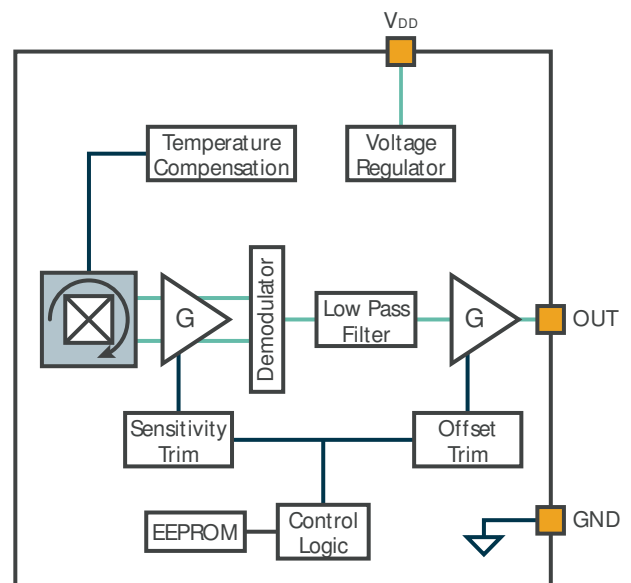 VDD
Temperature
Compensation
Voltage
Regulator
G
Demodulator
Low Pass
Filter
G
OUT
Sensitivity
Trim
Offset
Trim
EEPROM
Control
Logic
GND